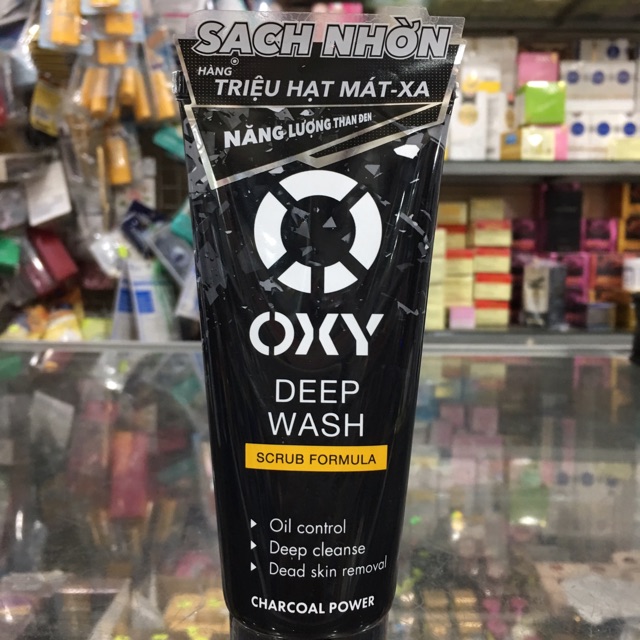 SẠCH NHỜN
HÀNG
TRIỆU HẠT MÁT-XA
NĂNG LƯỢNG THAN ĐEN
OXY
DEEP
WASH
SCRUB FORMULA
Oil control
Deep cleanse
Dead skin removal
CHARCOAL POWER